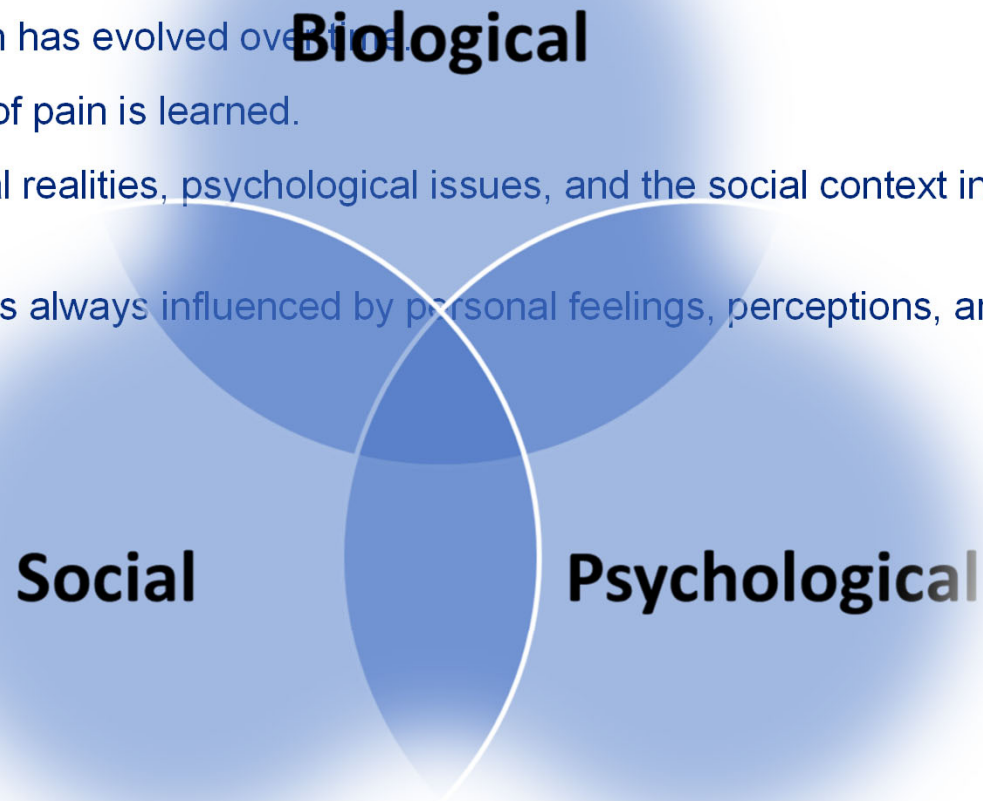 has evolved over time.
Biological
of pain is learned.
realities, psychological issues, and the social context in
always influenced by personal feelings, perceptions,
Social
Psychological